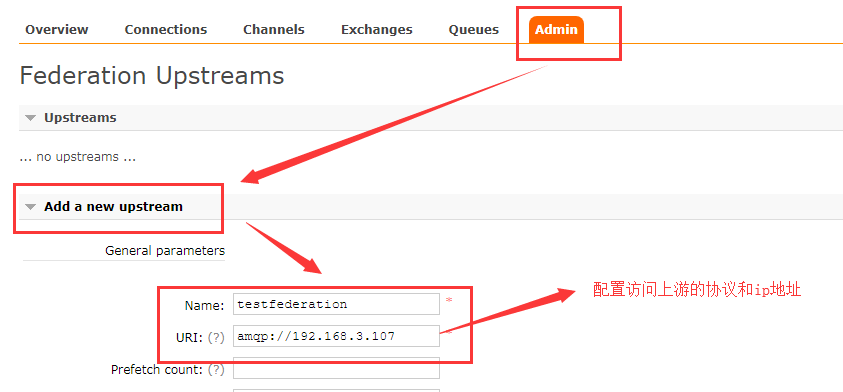 Overview Connections Channels Exchanges Queues Admin
Federation Upstreams
Upstreams
... no upstreams ...
Add a new upstream
General parameters
Name: testfederation *
URI: (?) amqp://192.168.3.107 *
配置访问上游的协议和ip地址
Prefetch count: (?)